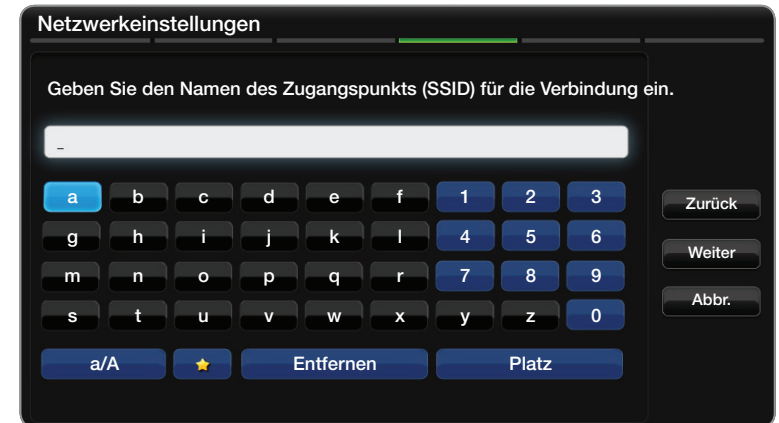 Netzwerkeinstellungen
Geben Sie den Namen des Zugangspunkts (SSID) für die Verbindung ein.
_
a b c d e f 1 2 3
Zurück
g h i j k l 4 5 6
Weiter
m n o p q r 7 8 9
Abbr.
s t u v w x y z 0
a/A Entfernen Platz